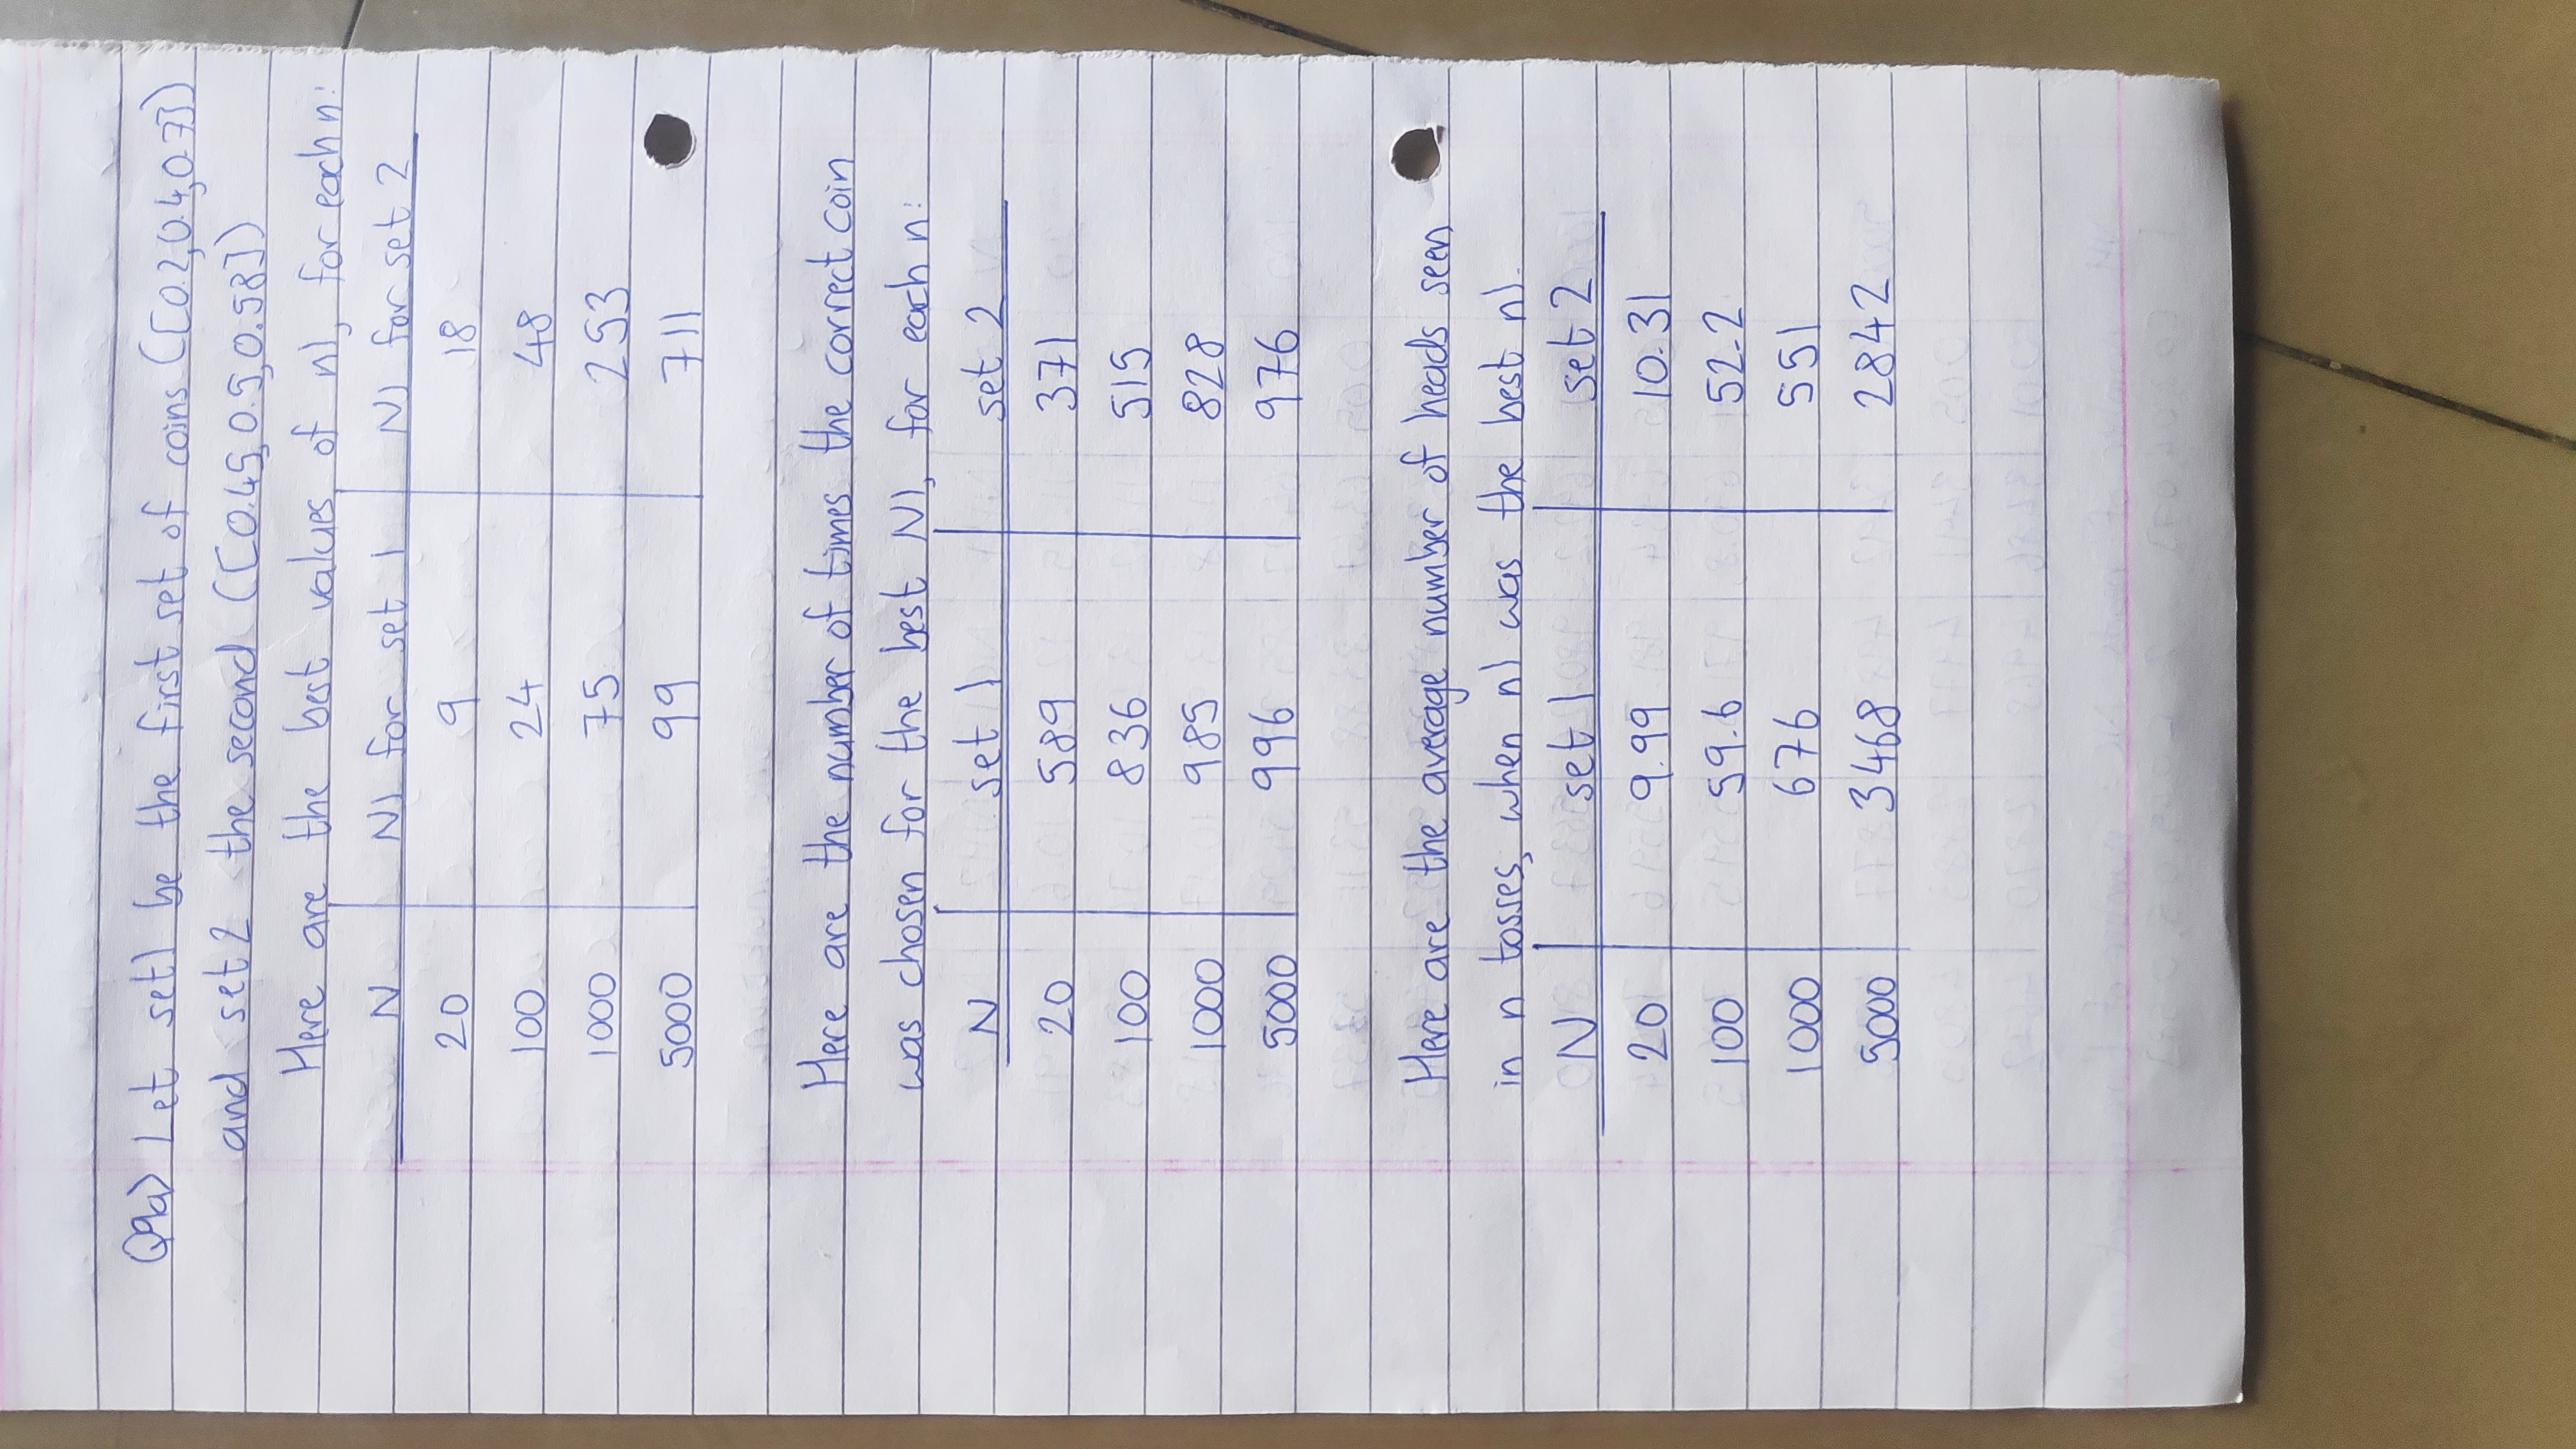 Q9a) Let set1 be the first set of coins ([0.2,0.4,0.7])
and set 2 the second ([0.45,0.5,0.58])
Here are the best values of n1, for each n:
N N1 for set 1 N1 for set 2
20 9 18
100 24 48
1000 75 253
5000 99 711
Here are the number of times the correct coin
was chosen for the best N1, for each n:
N set 1 set 2
20 589 371
100 836 515
1000 985 828
5000 996 976
Here are the average number of heads seen
in n tosses, when n1 was the best n1.
N set 1 set 2
20 9.99 10.31
100 59.6 52.2
1000 676 551
5000 3468 2842